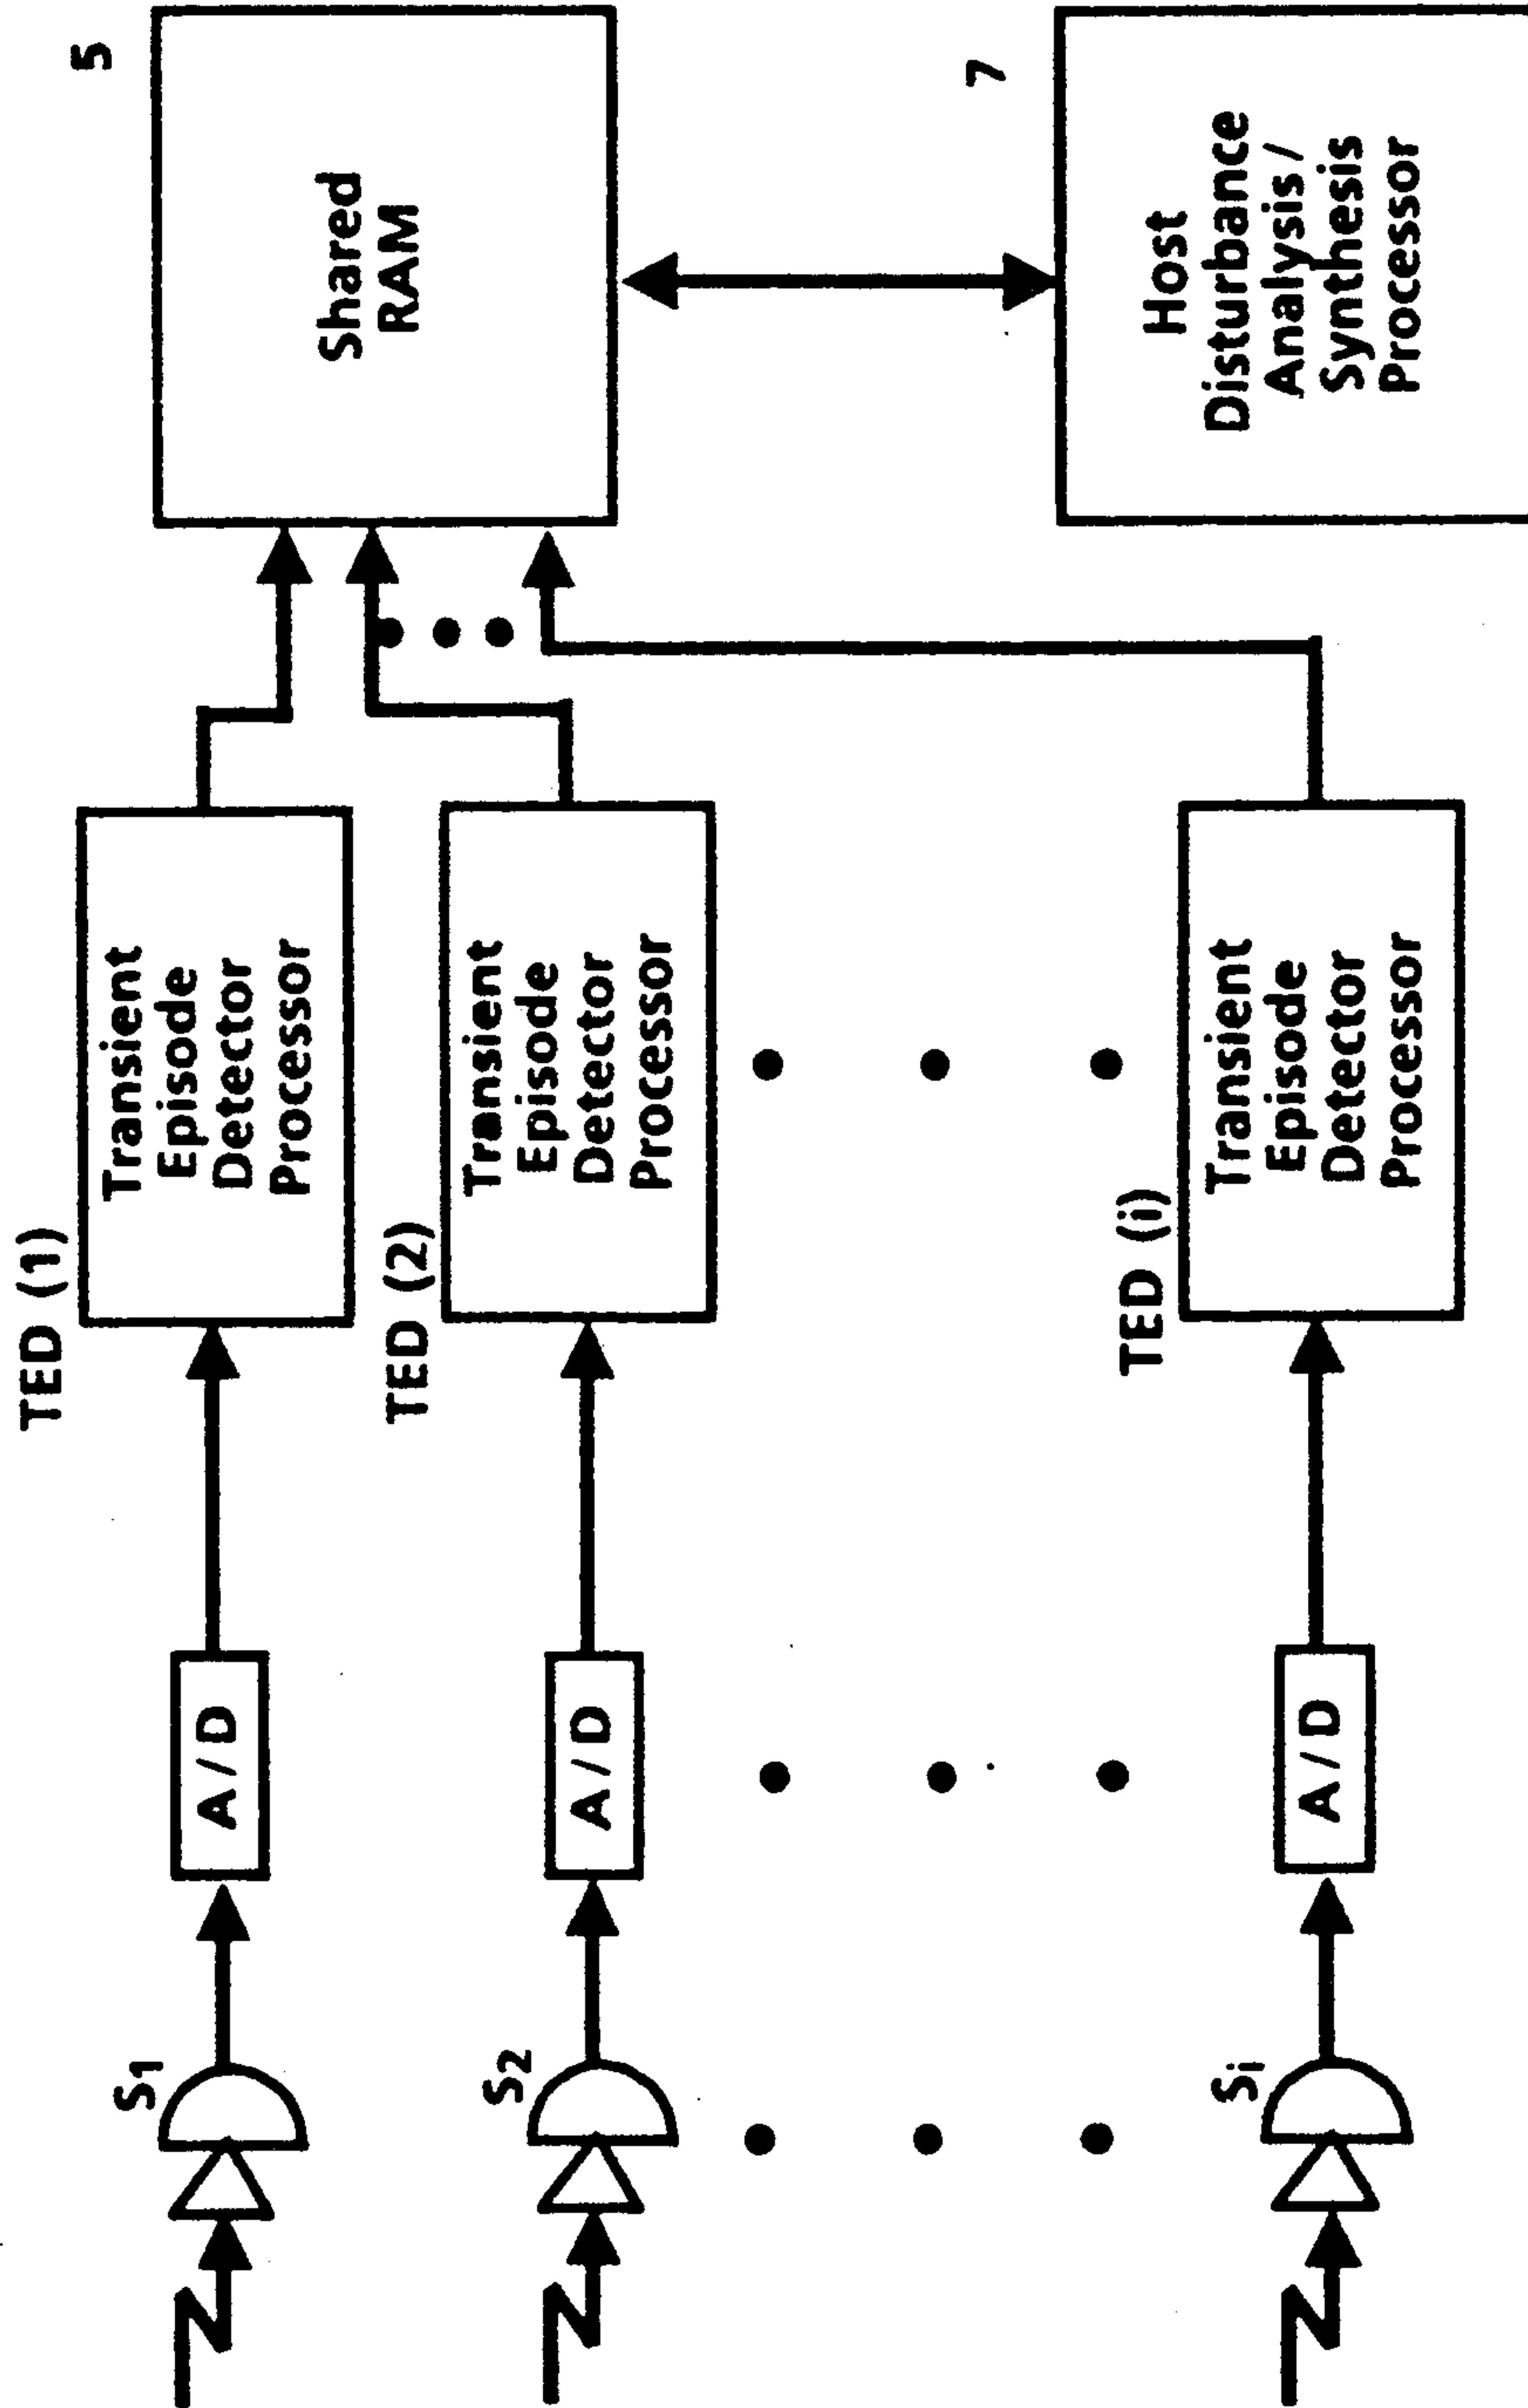 S1
A/D
TED (1)
Transient
Episode
Detector
Processor
S2
A/D
TED (2)
Transient
Episode
Detector
Processor
Si
A/D
TED (i)
Transient
Episode
Detector
Processor
5
Shared
RAM
7
Host
Disturbance
Analysis/
Synthesis
Processor